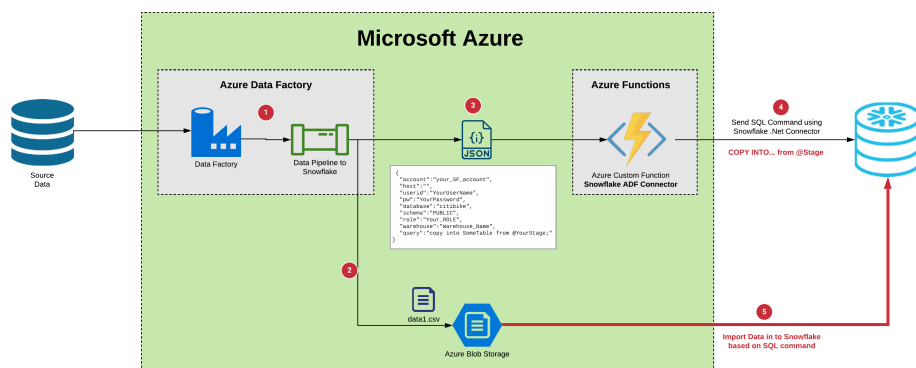 Microsoft Azure
Azure Data Factory
Azure Functions
1
3
4
{i}
JSON
Send SQL Command using
Snowflake .Net Connector
COPY INTO... from @Stage
Data Factory
Data Pipeline to
Snowflake
Azure Custom Function
Snowflake ADF Connector
Source
Data
{
"account":"your_SF_account",
"host":"",
"userid":"YourUserName",
"pw":"YourPassword",
"database":"citibike",
"schema":"PUBLIC",
"role":"Your_ROLE",
"warehouse":"Warehouse_Name",
"query":"copy into SomeTable from @YourStage;"
}
2
data1.csv
Azure Blob Storage
5
Import Data in to Snowflake
based on SQL command